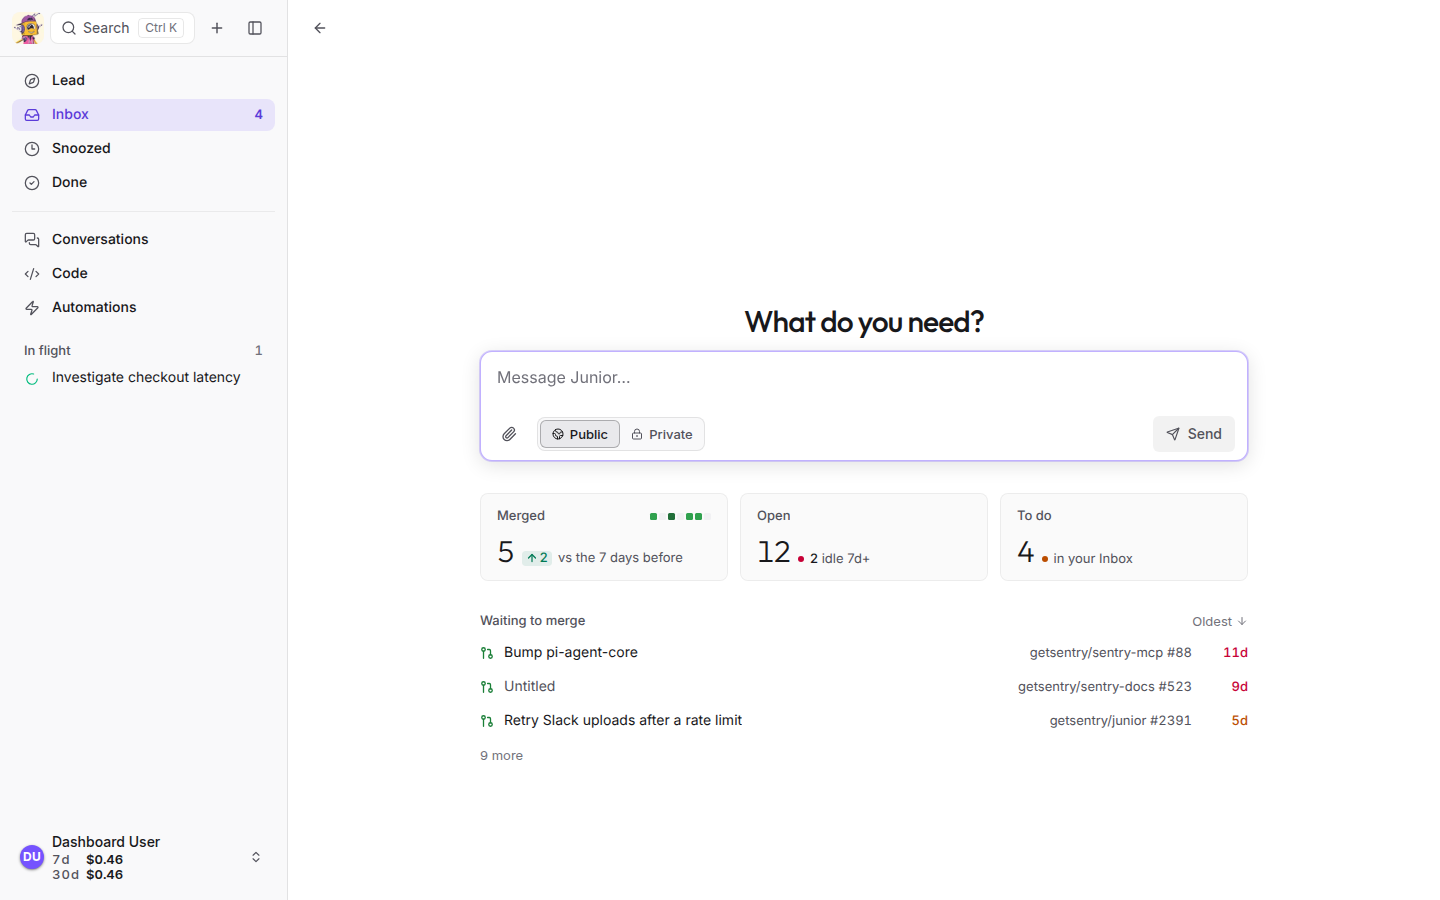 Search Ctrl K
Lead
Inbox 4
Snoozed
Done
Conversations
Code
Automations
In flight 1
Investigate checkout latency
Dashboard User
DU
7d $0.46
30d $0.46
What do you need?
Message Junior...
Public Private Send
Merged
5 2 vs the 7 days before
Open
12 2 idle 7d+
To do
4 in your Inbox
Waiting to merge Oldest
Bump pi-agent-core getsentry/sentry-mcp #88 11d
Untitled getsentry/sentry-docs #523 9d
Retry Slack uploads after a rate limit getsentry/junior #2391 5d
9 more